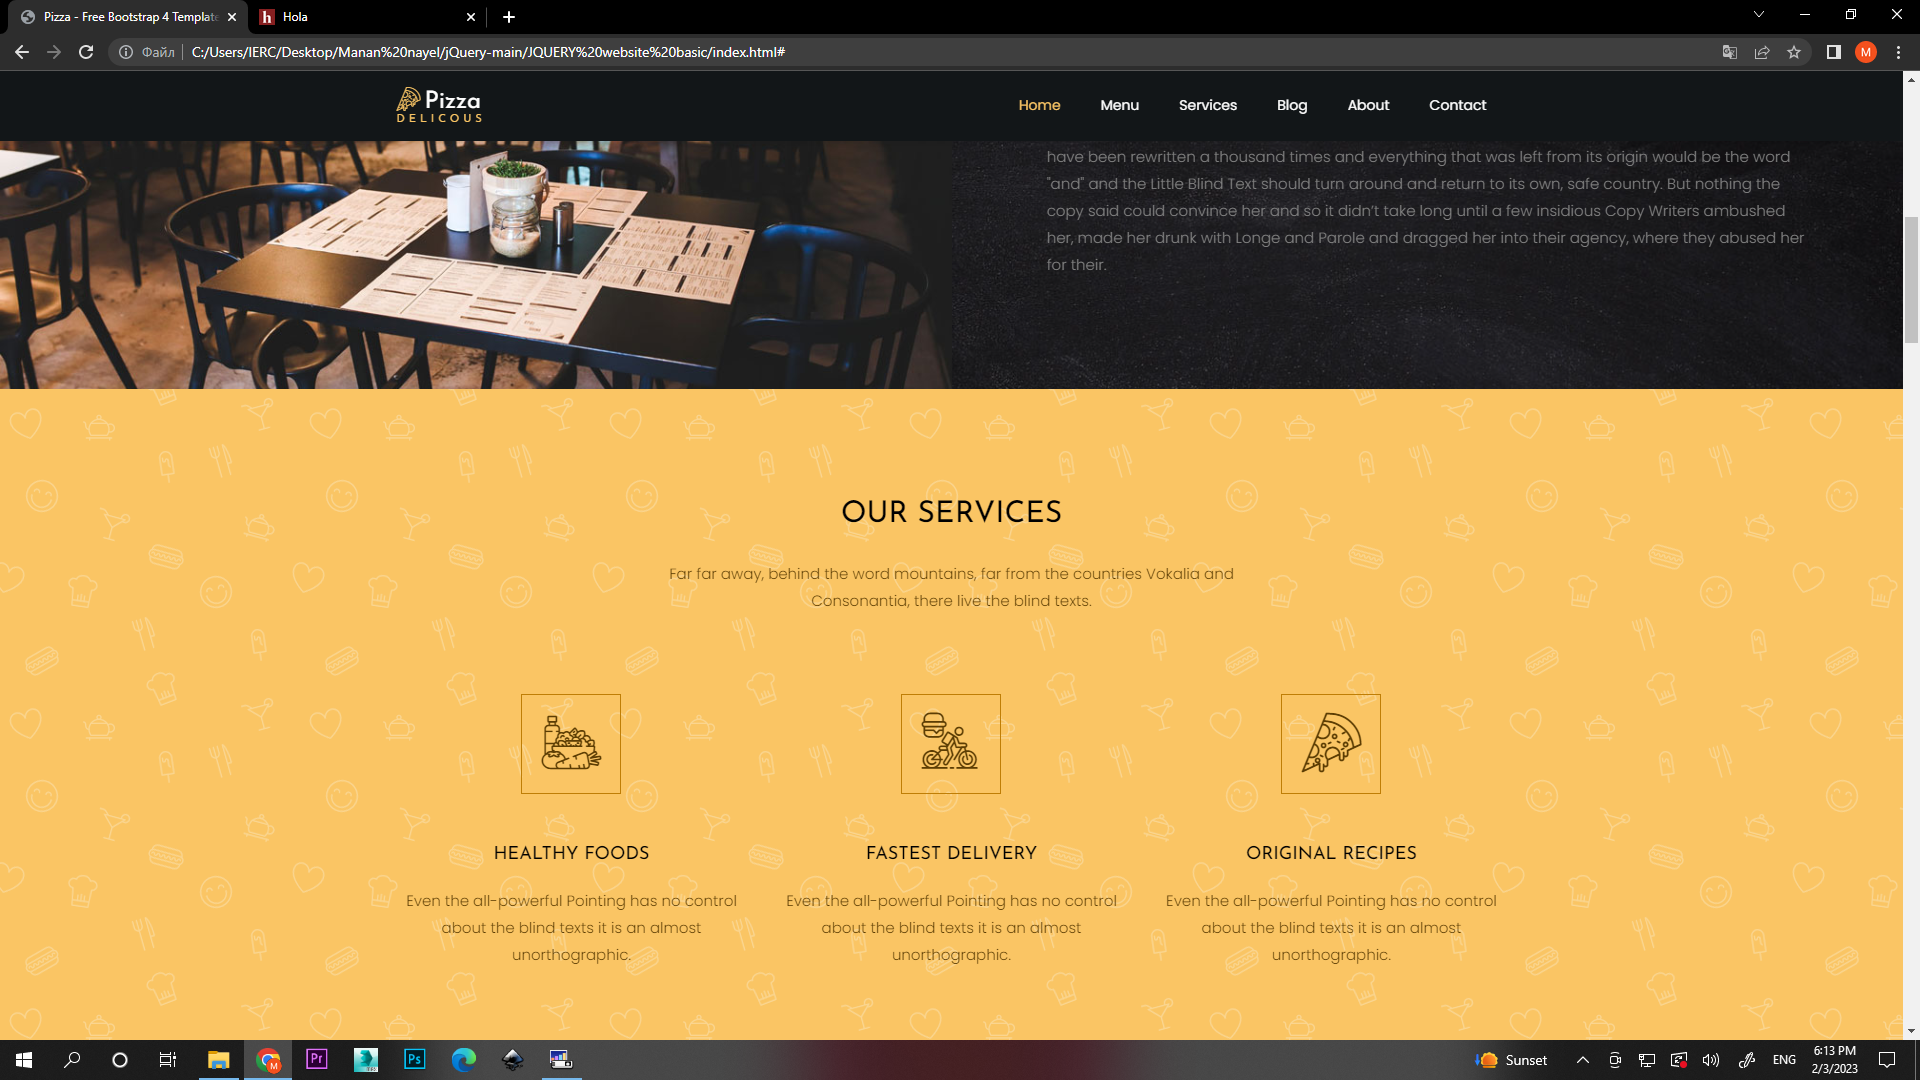 Pizza - Free Bootstrap 4 Template
Hola
Файл
C:/Users/IERC/Desktop/Manan%20nayel/jQuery-main/JQUERY%20website%20basic/index.html#
M
Pizza
DELICOUS
Home
Menu
Services
Blog
About
Contact
have been rewritten a thousand times and everything that was left from its origin would be the word
"and" and the Little Blind Text should turn around and return to its own, safe country. But nothing the
copy said could convince her and so it didn't take long until a few insidious Copy Writers ambushed
her, made her drunk with Longe and Parole and dragged her into their agency, where they abused her
for their.
OUR SERVICES
Far far away, behind the word mountains, far from the countries Vokalia and
Consonantia, there live the blind texts.
HEALTHY FOODS
Even the all-powerful Pointing has no control
about the blind texts it is an almost
unorthographic.
FASTEST DELIVERY
Even the all-powerful Pointing has no control
about the blind texts it is an almost
unorthographic.
ORIGINAL RECIPES
Even the all-powerful Pointing has no control
about the blind texts it is an almost
unorthographic.
M
Pr
Ps
Sunset
ENG
6:13 PM
2/3/2023